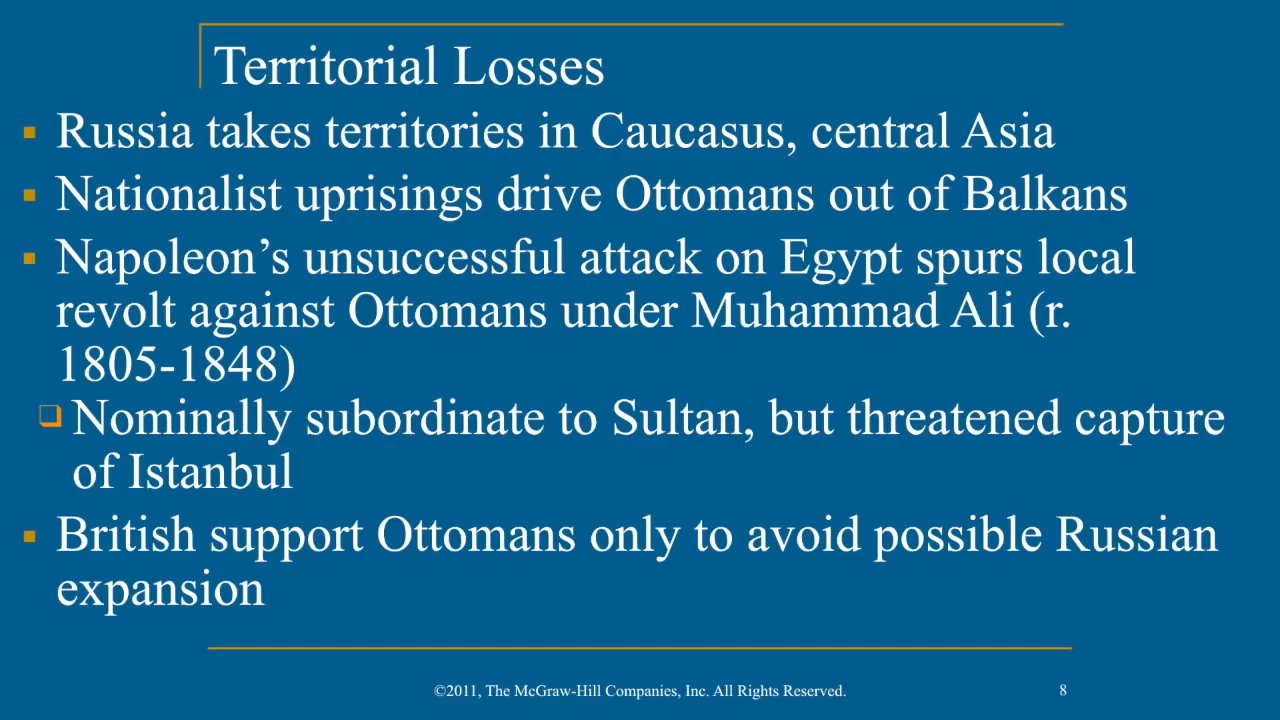 Territorial Losses
Russia takes territories in Caucasus, central Asia
Nationalist uprisings drive Ottomans out of Balkans
Napoleon’s unsuccessful attack on Egypt spurs local
revolt against Ottomans under Muhammad Ali (r.
1805-1848)
Nominally subordinate to Sultan, but threatened capture
of Istanbul
British support Ottomans only to avoid possible Russian
expansion
©2011, The McGraw-Hill Companies, Inc. All Rights Reserved.
8